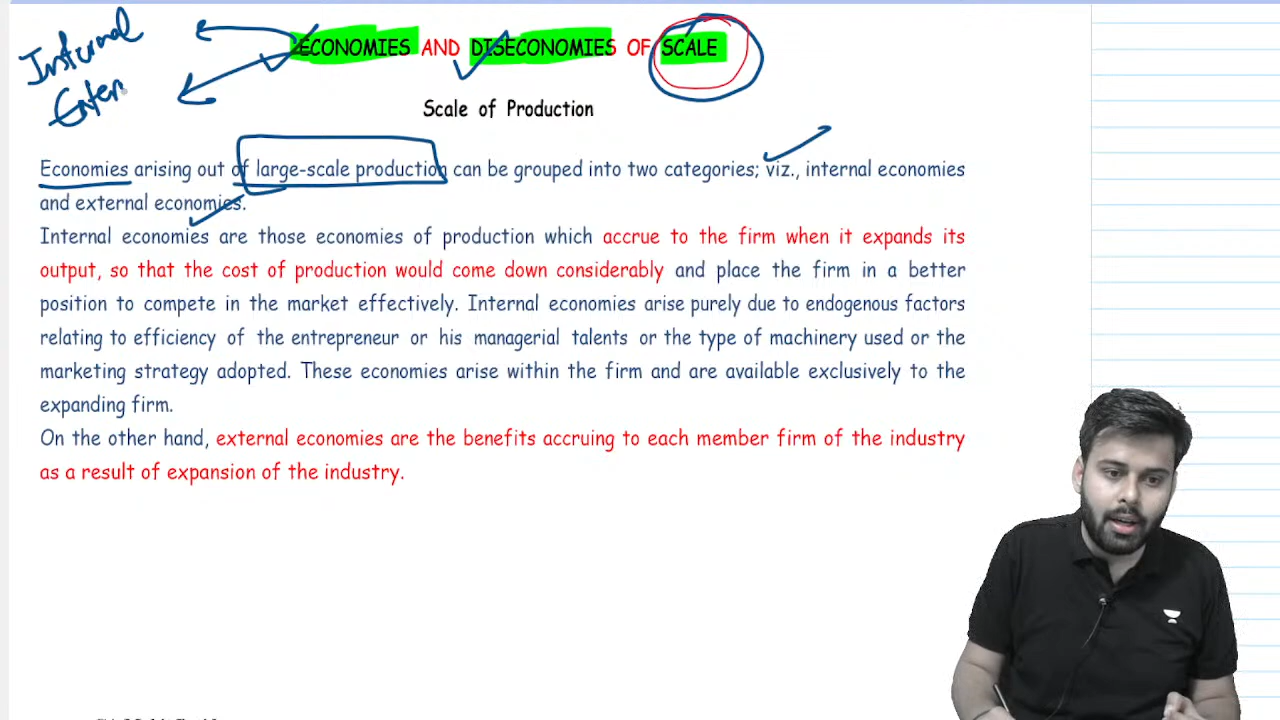 Internal
Exter
ECONOMIES AND DISECONOMIES OF SCALE
Scale of Production
Economies arising out of large-scale production can be grouped into two categories; viz., internal economies
and external economies.
Internal economies are those economies of production which accrue to the firm when it expands its
output, so that the cost of production would come down considerably and place the firm in a better
position to compete in the market effectively. Internal economies arise purely due to endogenous factors
relating to efficiency of the entrepreneur or his managerial talents or the type of machinery used or the
marketing strategy adopted. These economies arise within the firm and are available exclusively to the
expanding firm.
On the other hand, external economies are the benefits accruing to each member firm of the industry
as a result of expansion of the industry.